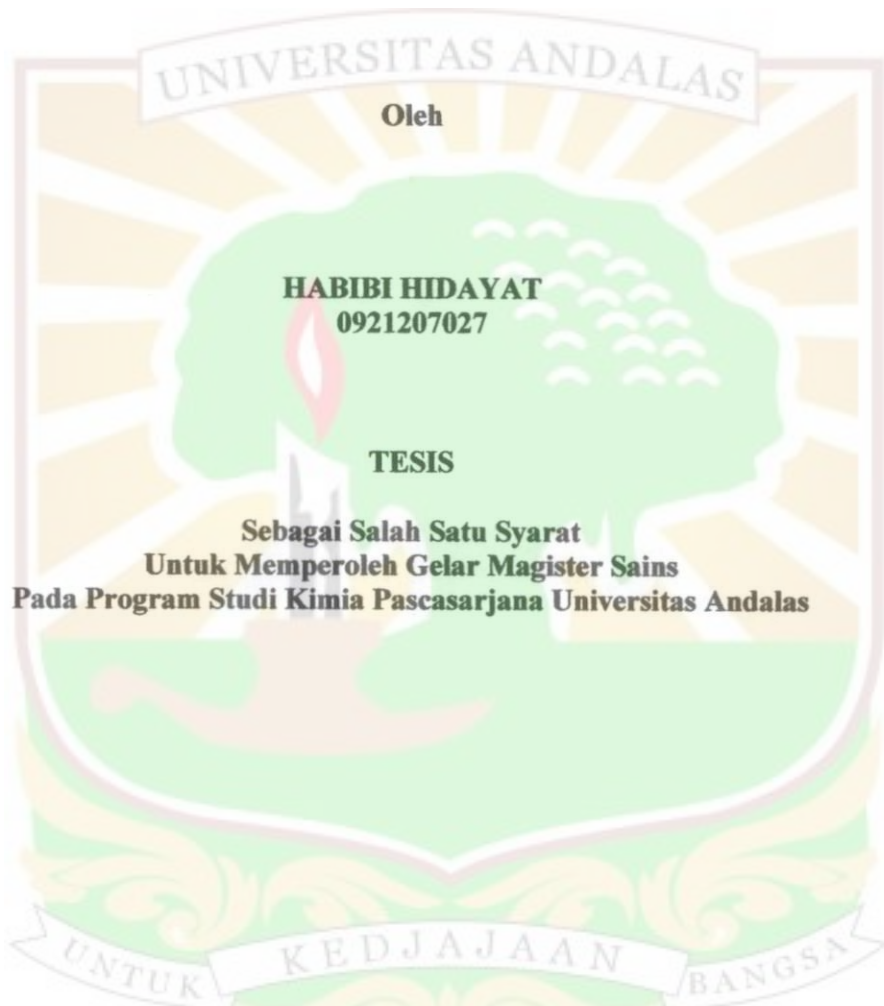 UNIVERSITAS ANDALAS
Oleh
HABIBI HIDAYAT
0921207027
TESIS
Sebagai Salah Satu Syarat
Untuk Memperoleh Gelar Magister Sains
Pada Program Studi Kimia Pascasarjana Universitas Andalas
UNTUK KEDJAJAAN BANGSA